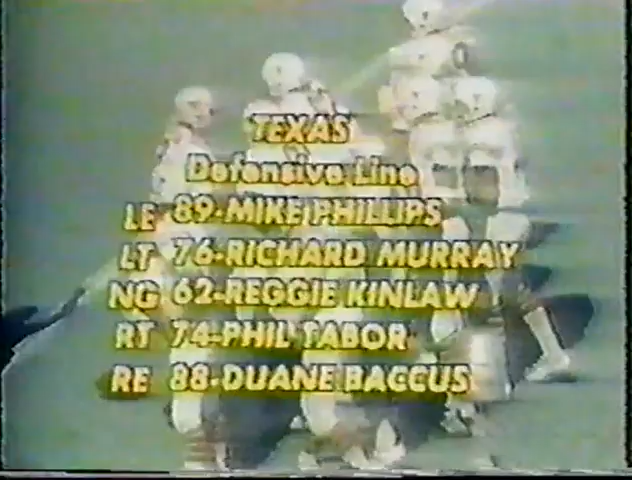 TEXAS
Defensive Line
LE 89-MIKE PHILLIPS
LT 76-RICHARD MURRAY
NG 62-REGGIE KINLAW
RT 74-PHIL TABOR
RE 88-DUANE BACCUS